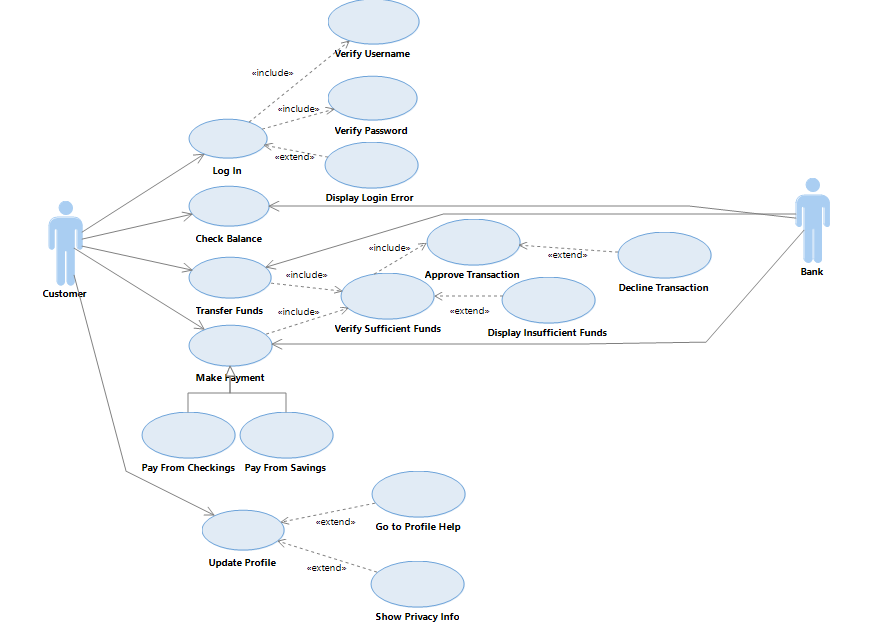 Verify Username
«include»
«include»
Verify Password
Log In
«extend»
Display Login Error
Check Balance
Customer
Bank
«include»
«extend»
Approve Transaction
Decline Transaction
«include»
Transfer Funds
«include»
Verify Sufficient Funds
«extend»
Display Insufficient Funds
Make Payment
Pay From Checkings
Pay From Savings
«extend»
Go to Profile Help
Update Profile
«extend»
Show Privacy Info